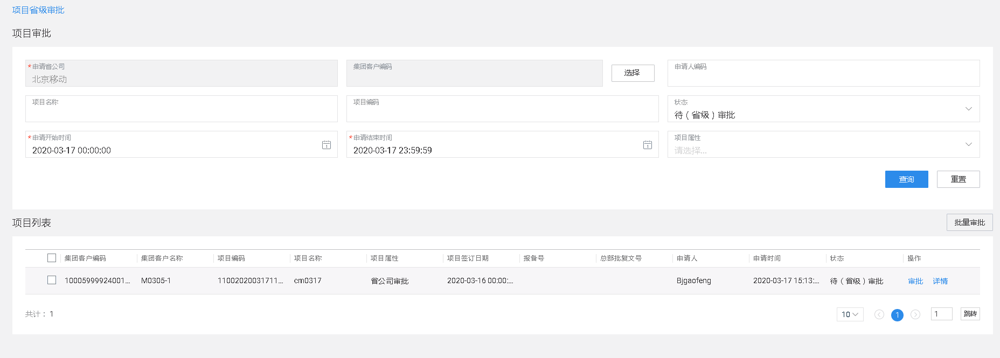 项目省级审批
项目审批
*申请省公司
北京移动
集团客户编码
选择
申请人编码
项目名称
项目编码
状态
待（省级）审批
*申请开始时间
2020-03-17 00:00:00
*申请结束时间
2020-03-17 23:59:59
项目属性
请选择...
查询 重置
项目列表 批量审批
集团客户编码 集团客户名称 项目编码 项目名称 项目属性 项目签订日期 报备号 总部批复文号 申请人 申请时间 状态 操作
10005999924001... M0305-1 11002020031711... cm0317 省公司审批 2020-03-16 00:00:... Bjgaofeng 2020-03-17 15:13:... 待（省级）审批 审批 详情
共计： 1 10 1 1 跳转